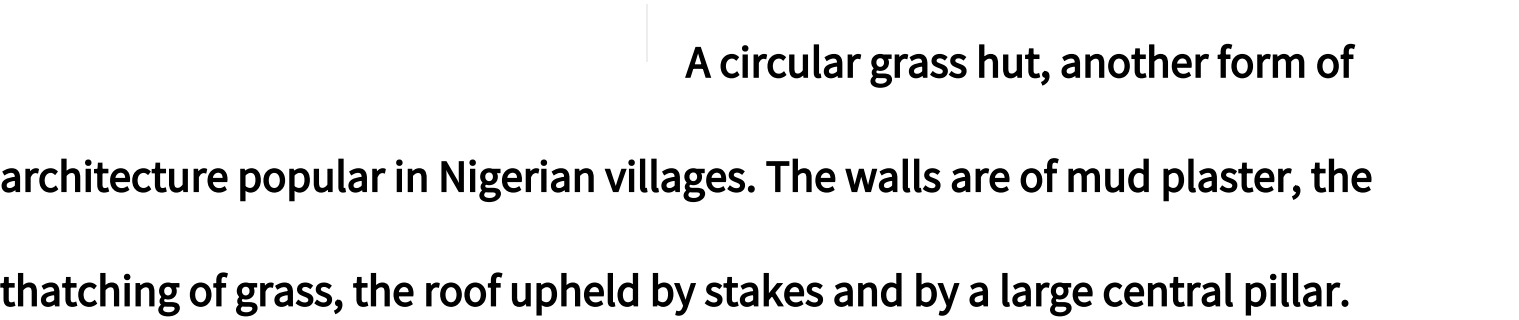 A circular grass hut, another form of
architecture popular in Nigerian villages. The walls are of mud plaster, the
thatching of grass, the roof upheld by stakes and by a large central pillar.